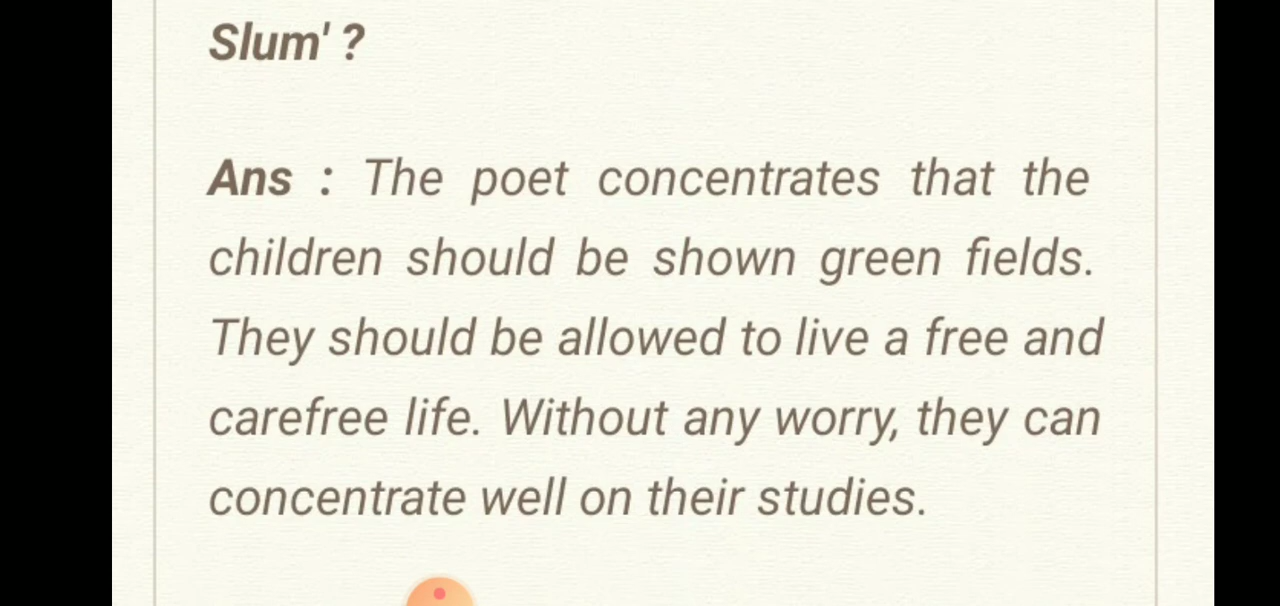 Slum' ?
Ans : The poet concentrates that the
children should be shown green fields.
They should be allowed to live a free and
carefree life. Without any worry, they can
concentrate well on their studies.